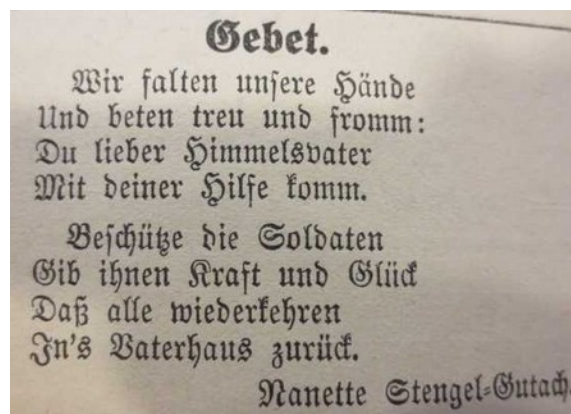 Gebet.
Wir falten unsere Hände
Und beten treu und fromm:
Du lieber Himmelsvater
Mit deiner Hilfe komm.
Beschütze die Soldaten
Gib ihnen Kraft und Glück
Daß alle wiederkehren
In's Vaterhaus zurück.
Nanette Stengel-Gutach.